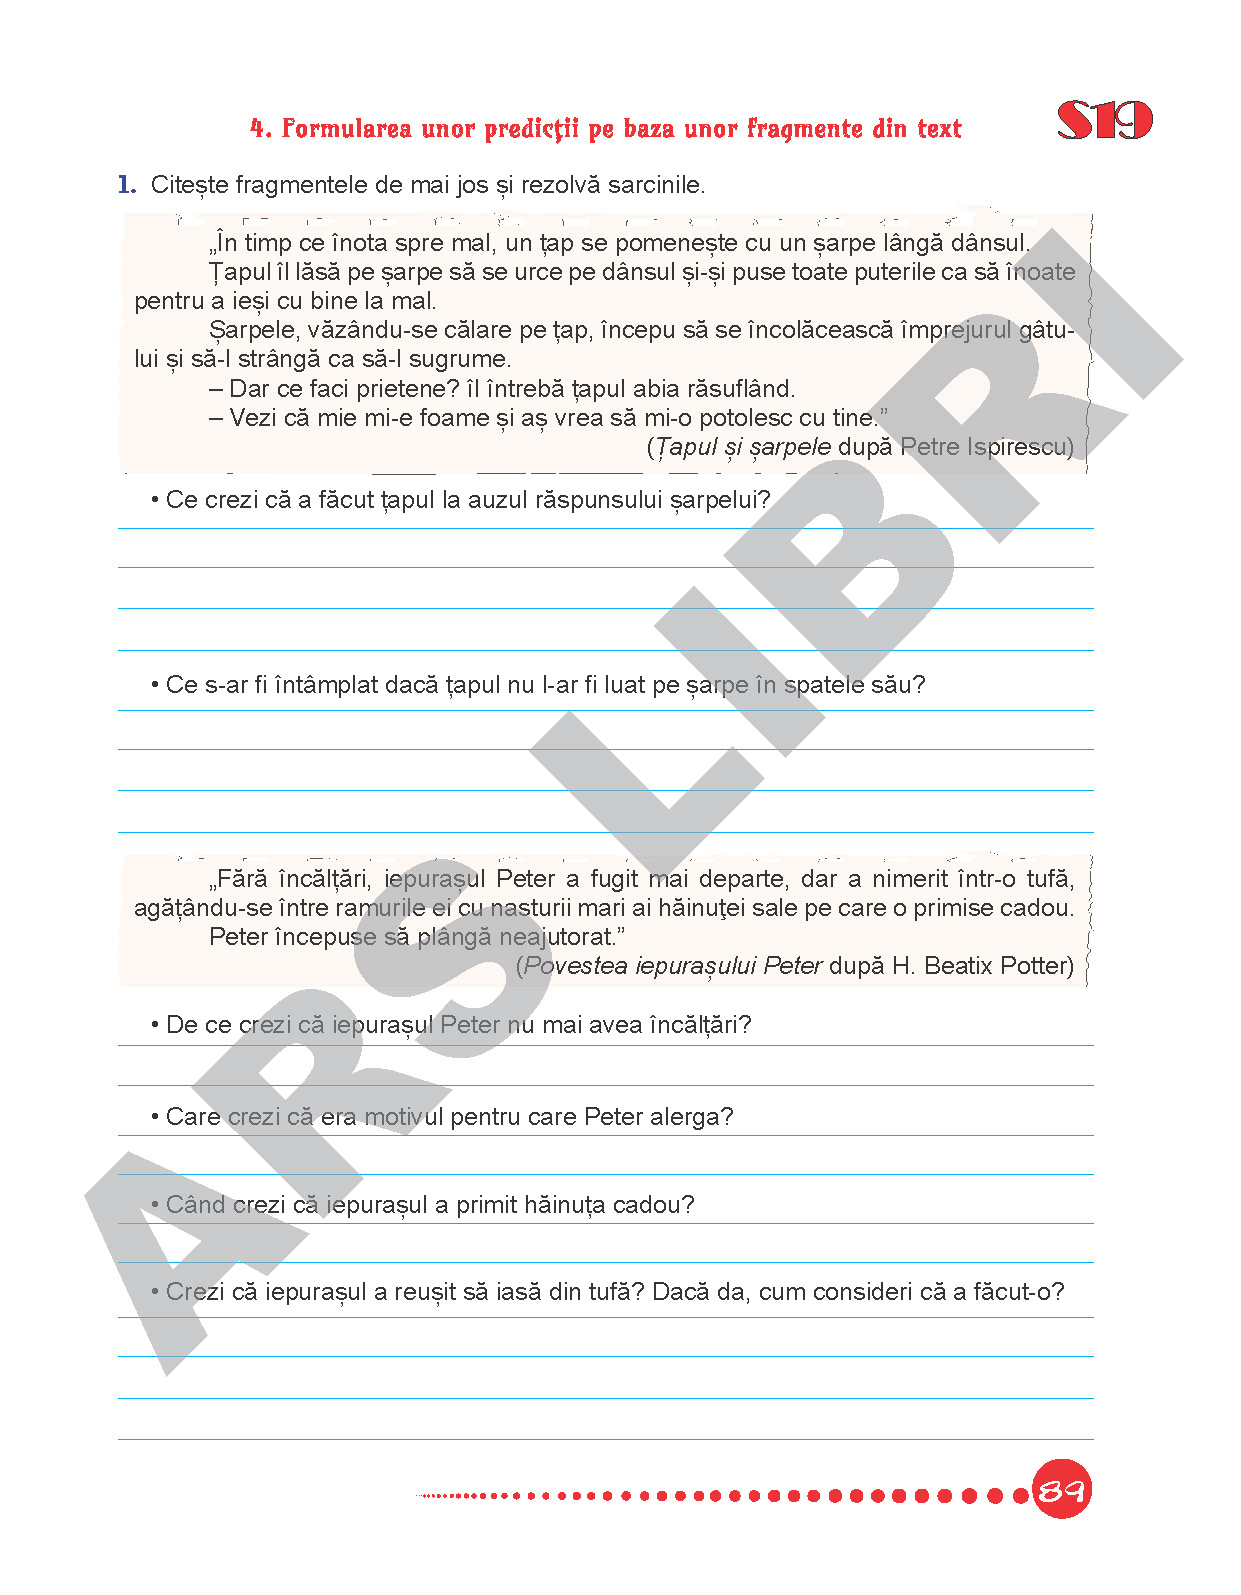 4. Formularea unor predicţii pe baza unor fragmente din text
S19
1. Citește fragmentele de mai jos și rezolvă sarcinile.
„În timp ce înota spre mal, un țap se pomenește cu un șarpe lângă dânsul.
Țapul îl lăsă pe șarpe să se urce pe dânsul și-și puse toate puterile ca să înoate
pentru a ieși cu bine la mal.
Șarpele, văzându-se călare pe țap, începu să se încolăcească împrejurul gâtu-
lui și să-l strângă ca să-l sugrume.
– Dar ce faci prietene? îl întrebă țapul abia răsuflând.
– Vezi că mie mi-e foame și aș vrea să mi-o potolesc cu tine.”
(Țapul și șarpele după Petre Ispirescu)
• Ce crezi că a făcut țapul la auzul răspunsului șarpelui?
• Ce s-ar fi întâmplat dacă țapul nu l-ar fi luat pe șarpe în spatele său?
„Fără încălțări, iepurașul Peter a fugit mai departe, dar a nimerit într-o tufă,
agățându-se între ramurile ei cu nasturii mari ai hăinuţei sale pe care o primise cadou.
Peter începuse să plângă neajutorat.”
(Povestea iepurașului Peter după H. Beatix Potter)
• De ce crezi că iepurașul Peter nu mai avea încălțări?
• Care crezi că era motivul pentru care Peter alerga?
• Când crezi că iepurașul a primit hăinuța cadou?
• Crezi că iepurașul a reușit să iasă din tufă? Dacă da, cum consideri că a făcut-o?
89
ARS LIBRI